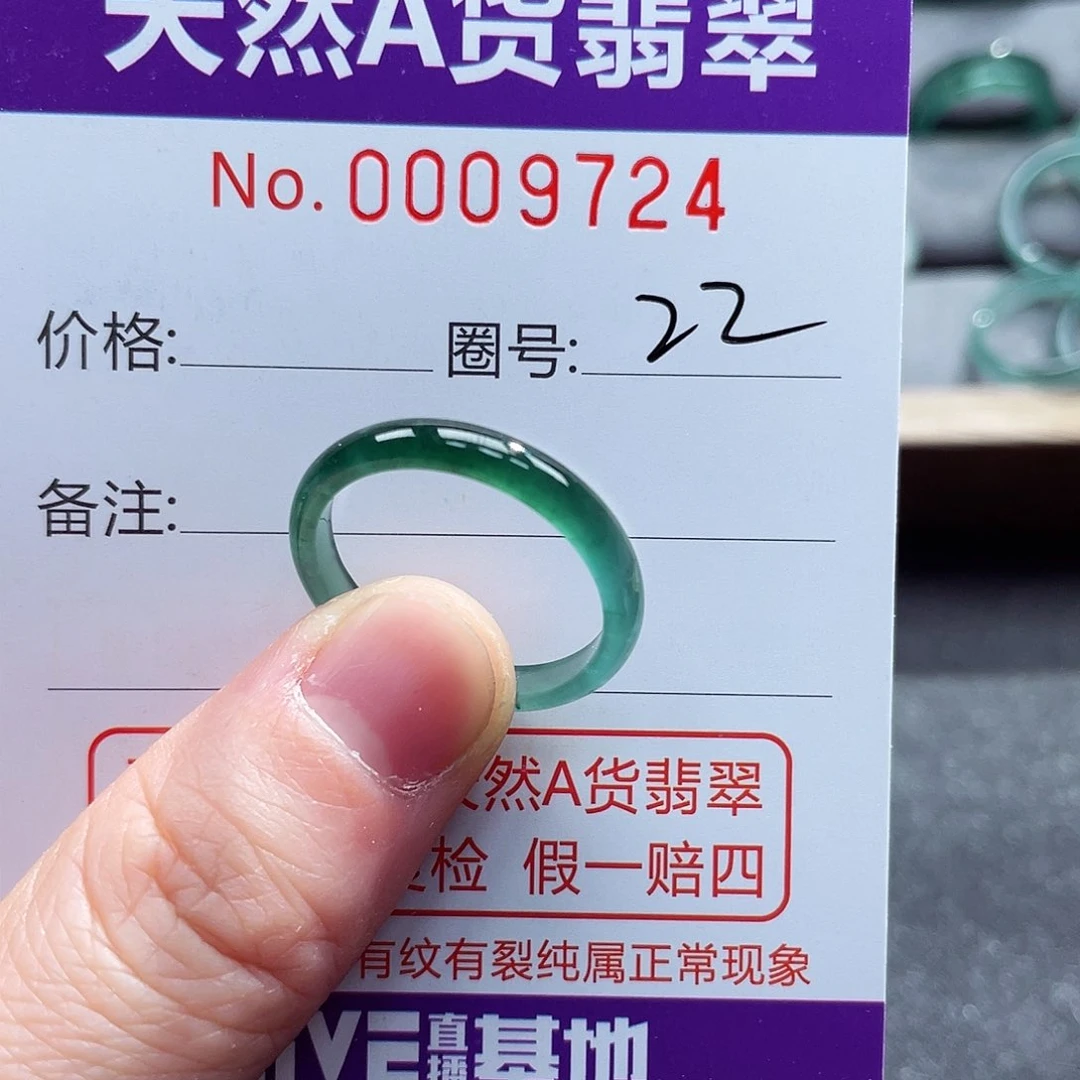 天然A货翡翠
No. 0009724
价格: 圈号: 22
备注:
然A货翡翠
检 假一赔四
有纹有裂纯属正常现象
IVE 直播 基地